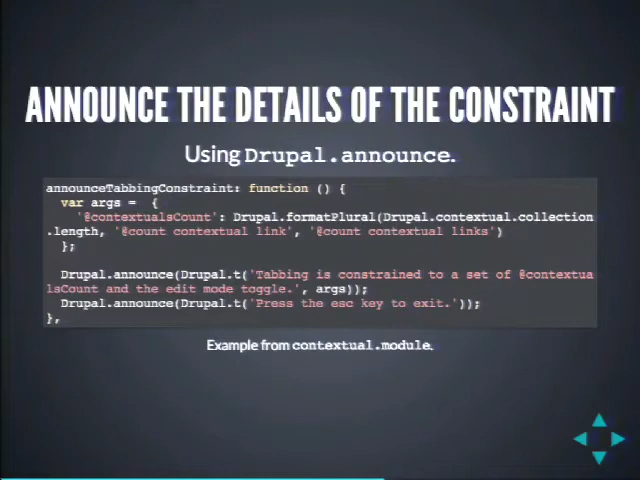 ANNOUNCE THE DETAILS OF THE CONSTRAINT
Using Drupal.announce.
announceTabbingConstraint: function () {
  var args =  {
    '@contextualsCount': Drupal.formatPlural(Drupal.contextual.collection
.length, '@count contextual link', '@count contextual links')
  };

  Drupal.announce(Drupal.t('Tabbing is constrained to a set of @contextua
lsCount and the edit mode toggle.', args));
  Drupal.announce(Drupal.t('Press the esc key to exit.'));
},
Example from contextual.module.